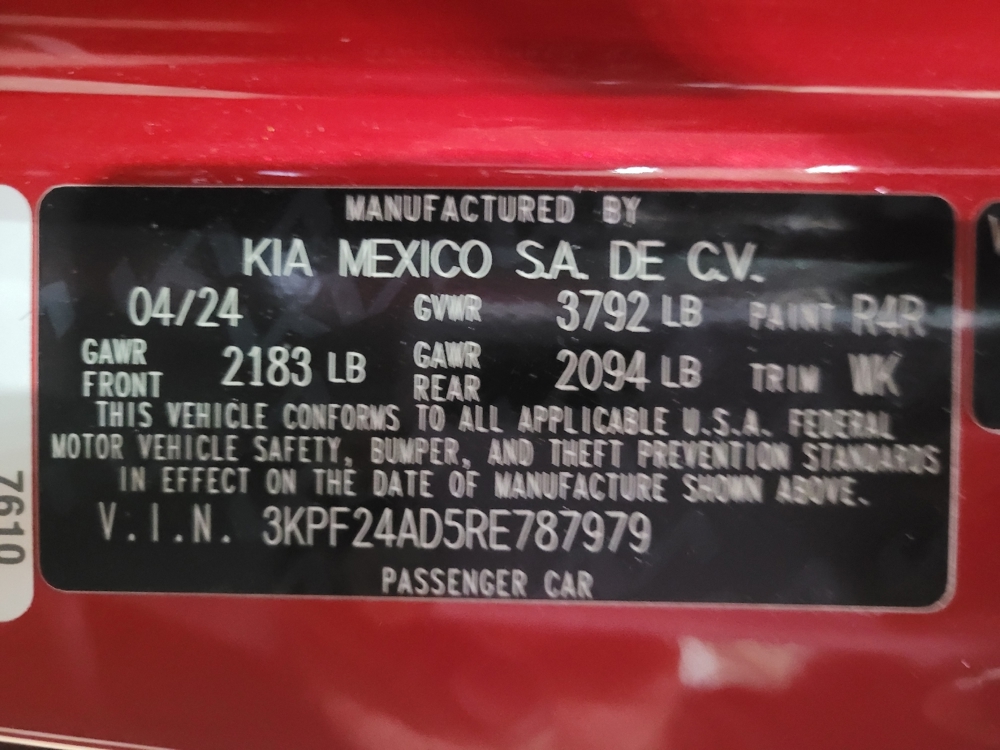 MANUFACTURED BY
KIA MEXICO S.A. DE C.V.
04/24 GVWR 3792 LB PAINT R4R
GAWR FRONT 2183 LB GAWR REAR 2094 LB TRIM WK
THIS VEHICLE CONFORMS TO ALL APPLICABLE U.S.A. FEDERAL
MOTOR VEHICLE SAFETY, BUMPER, AND THEFT PREVENTION STANDARDS
IN EFFECT ON THE DATE OF MANUFACTURE SHOWN ABOVE.
V.I.N. 3KPF24AD5RE787979
PASSENGER CAR
7610